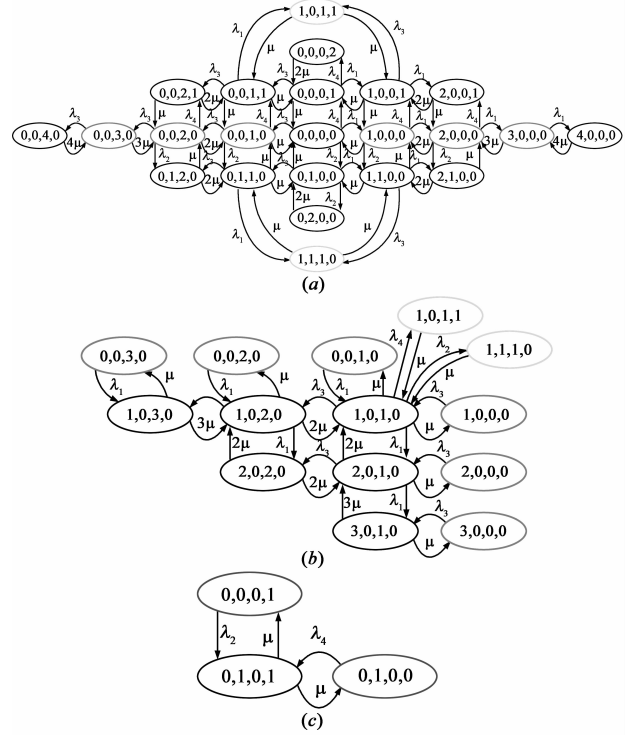 1,0,1,1
λ₁ μ μ λ₃
0,0,0,2
λ₃ 2μ λ₄ λ₁
0,0,2,1 0,0,1,1 0,0,0,1 1,0,0,1 2,0,0,1
2μ μ μ 2μ
λ₃ λ₃ μ λ₄ λ₁ λ₁
0,0,4,0 0,0,3,0 0,0,2,0 0,0,1,0 0,0,0,0 1,0,0,0 2,0,0,0 3,0,0,0 4,0,0,0
4μ 3μ 2μ μ μ 2μ 3μ 4μ
λ₂ μ
0,1,2,0 0,1,1,0 0,1,0,0 1,1,0,0 2,1,0,0
2μ μ μ 2μ
2μ λ₂
0,2,0,0
λ₁ μ μ λ₃
1,1,1,0
(a)
1,0,1,1
0,0,3,0 0,0,2,0 0,0,1,0 λ₄ μ λ₂ 1,1,1,0
λ₁ μ λ₁ μ λ₃ λ₁ μ μ λ₃
1,0,3,0 1,0,2,0 1,0,1,0 1,0,0,0
3μ 2μ μ
2μ λ₁ λ₃ 2μ λ₁ λ₃
2,0,2,0 2,0,1,0 2,0,0,0
2μ μ
3μ λ₁ λ₃
3,0,1,0 3,0,0,0
μ
(b)
0,0,0,1
λ₂ μ λ₄
0,1,0,1 0,1,0,0
μ
(c)